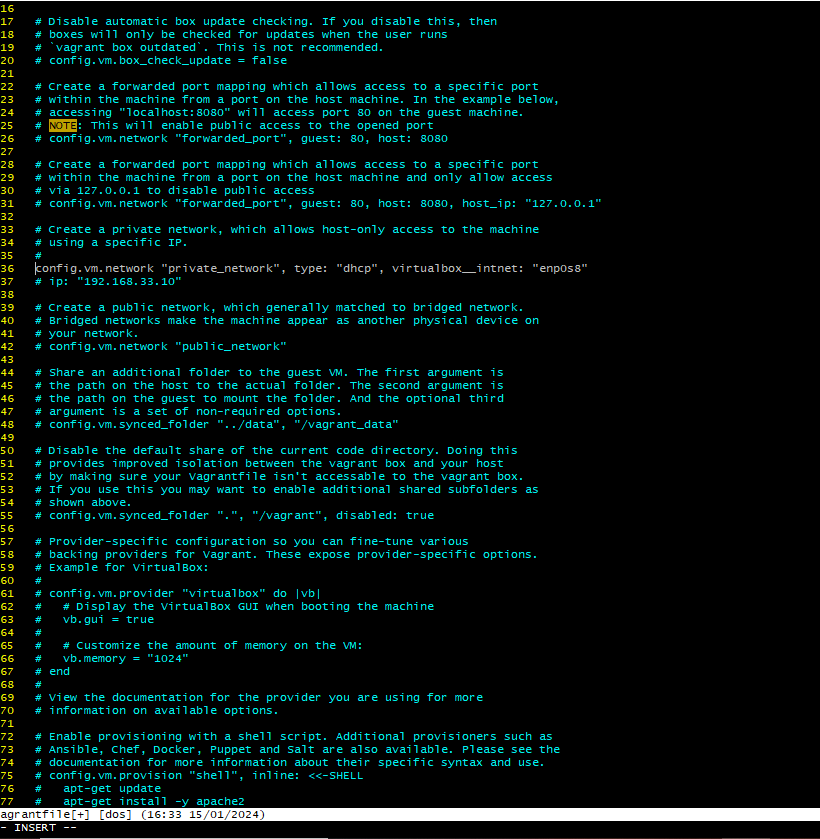 16
17   # Disable automatic box update checking. If you disable this, then
18   # boxes will only be checked for updates when the user runs
19   # `vagrant box outdated`. This is not recommended.
20   # config.vm.box_check_update = false
21
22   # Create a forwarded port mapping which allows access to a specific port
23   # within the machine from a port on the host machine. In the example below,
24   # accessing "localhost:8080" will access port 80 on the guest machine.
25   # NOTE: This will enable public access to the opened port
26   # config.vm.network "forwarded_port", guest: 80, host: 8080
27
28   # Create a forwarded port mapping which allows access to a specific port
29   # within the machine from a port on the host machine and only allow access
30   # via 127.0.0.1 to disable public access
31   # config.vm.network "forwarded_port", guest: 80, host: 8080, host_ip: "127.0.0.1"
32
33   # Create a private network, which allows host-only access to the machine
34   # using a specific IP.
35   #
36   config.vm.network "private_network", type: "dhcp", virtualbox__intnet: "enp0s8"
37   # ip: "192.168.33.10"
38
39   # Create a public network, which generally matched to bridged network.
40   # Bridged networks make the machine appear as another physical device on
41   # your network.
42   # config.vm.network "public_network"
43
44   # Share an additional folder to the guest VM. The first argument is
45   # the path on the host to the actual folder. The second argument is
46   # the path on the guest to mount the folder. And the optional third
47   # argument is a set of non-required options.
48   # config.vm.synced_folder "../data", "/vagrant_data"
49
50   # Disable the default share of the current code directory. Doing this
51   # provides improved isolation between the vagrant box and your host
52   # by making sure your Vagrantfile isn't accessable to the vagrant box.
53   # If you use this you may want to enable additional shared subfolders as
54   # shown above.
55   # config.vm.synced_folder ".", "/vagrant", disabled: true
56
57   # Provider-specific configuration so you can fine-tune various
58   # backing providers for Vagrant. These expose provider-specific options.
59   # Example for VirtualBox:
60   #
61   # config.vm.provider "virtualbox" do |vb|
62   #   # Display the VirtualBox GUI when booting the machine
63   #   vb.gui = true
64   #
65   #   # Customize the amount of memory on the VM:
66   #   vb.memory = "1024"
67   # end
68   #
69   # View the documentation for the provider you are using for more
70   # information on available options.
71
72   # Enable provisioning with a shell script. Additional provisioners such as
73   # Ansible, Chef, Docker, Puppet and Salt are also available. Please see the
74   # documentation for more information about their specific syntax and use.
75   # config.vm.provision "shell", inline: <<-SHELL
76   #   apt-get update
77   #   apt-get install -y apache2
agrantfile[+] [dos] (16:33 15/01/2024)
- INSERT --